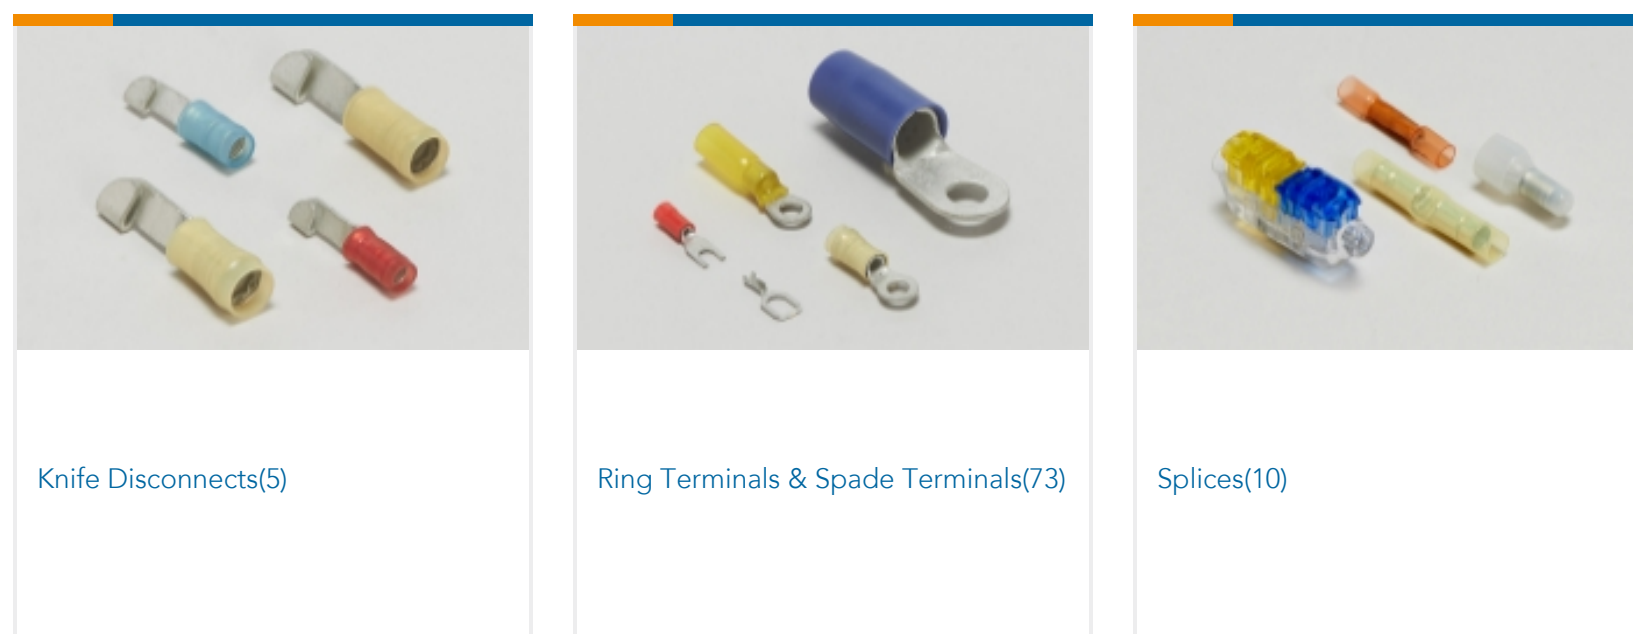 Knife Disconnects(5)
Ring Terminals & Spade Terminals(73)
Splices(10)